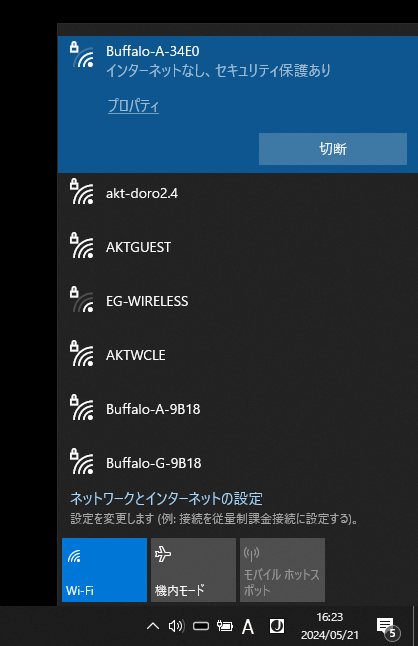 Buffalo-A-34E0
インターネットなし、セキュリティ保護あり
プロパティ
切断
akt-doro2.4
AKTGUEST
EG-WIRELESS
AKTWCLE
Buffalo-A-9B18
Buffalo-G-9B18
ネットワークとインターネットの設定
設定を変更します (例: 接続を従量制課金接続に設定する)。
Wi-Fi
機内モード
モバイル ホットス
ポット
A
J
16:23
2024/05/21
5